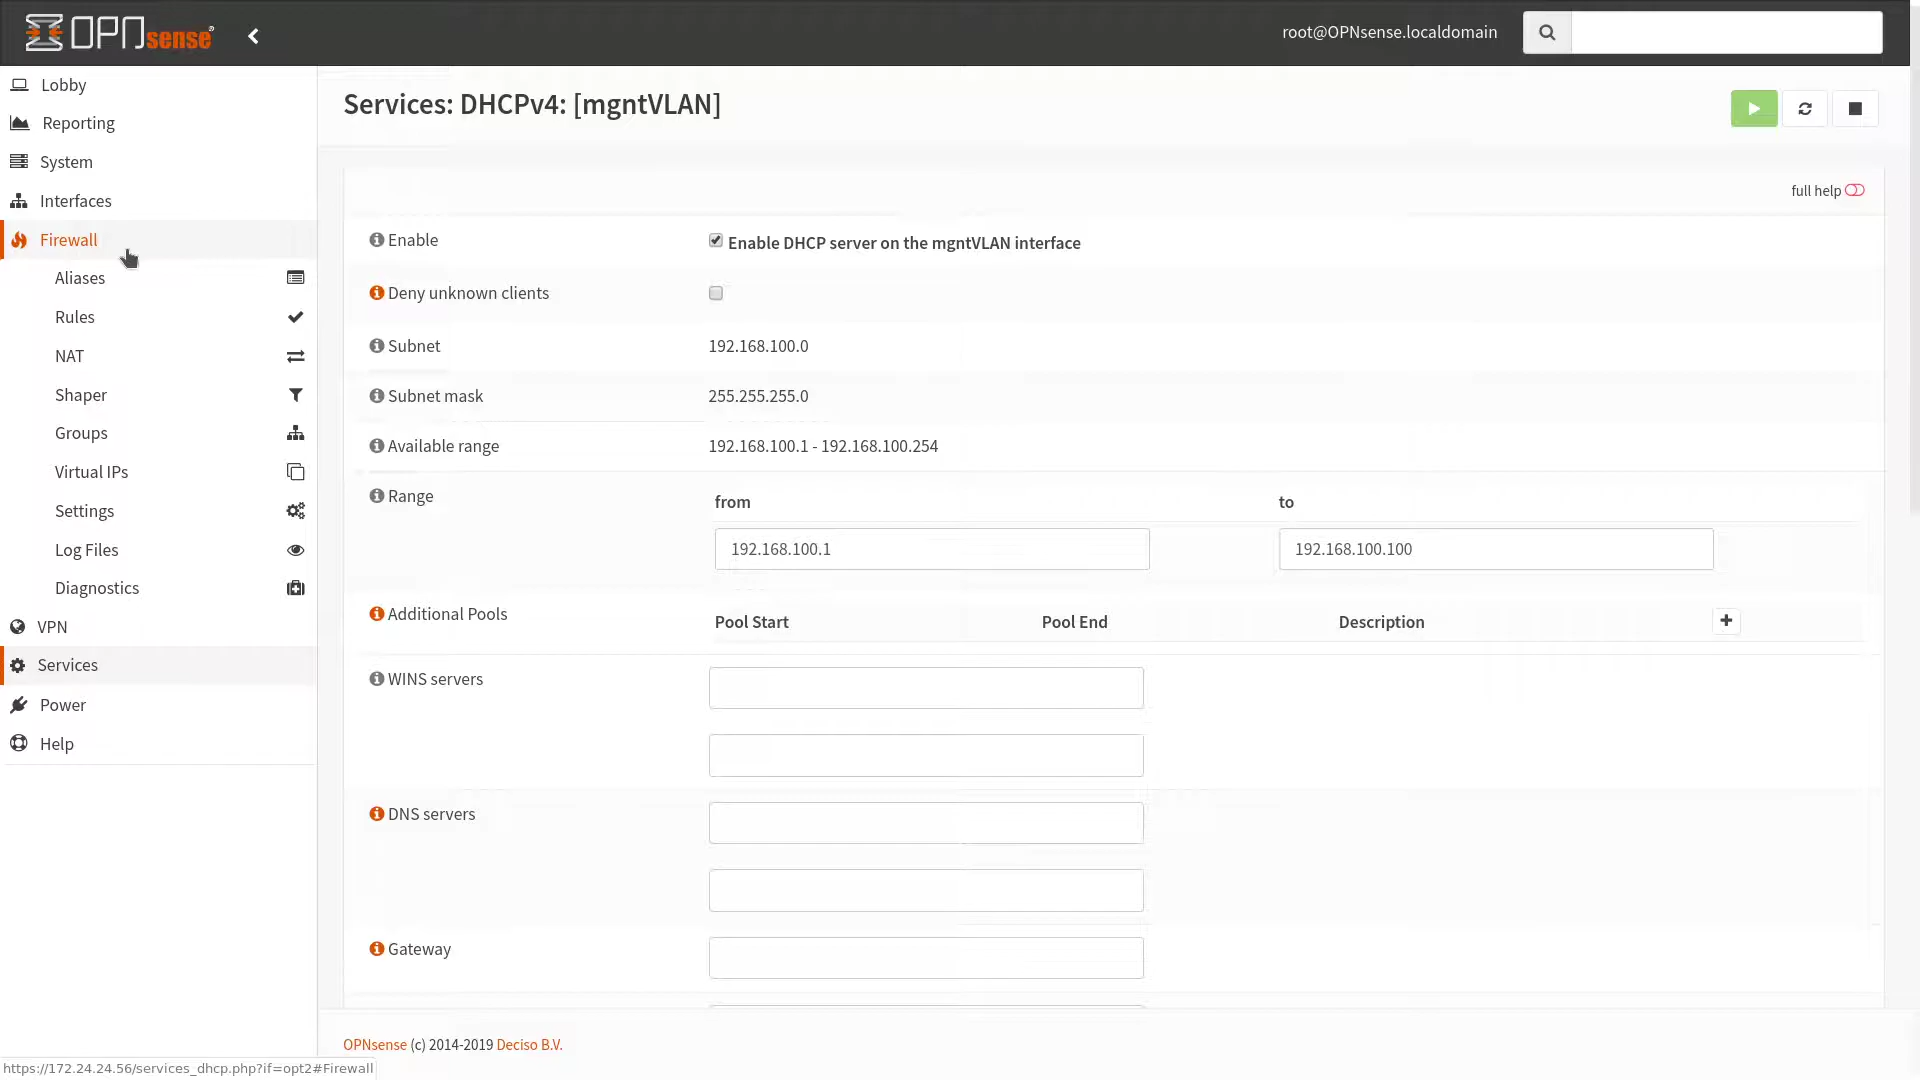 OPNsense
root@OPNsense.localdomain
Lobby
Reporting
System
Interfaces
Firewall
Aliases
Rules
NAT
Shaper
Groups
Virtual IPs
Settings
Log Files
Diagnostics
VPN
Services
Power
Help
Services: DHCPv4: [mgntVLAN]
full help
Enable
Enable DHCP server on the mgntVLAN interface
Deny unknown clients
Subnet 192.168.100.0
Subnet mask 255.255.255.0
Available range 192.168.100.1 - 192.168.100.254
Range from to
192.168.100.1 192.168.100.100
Additional Pools Pool Start Pool End Description
WINS servers
DNS servers
Gateway
OPNsense (c) 2014-2019 Deciso B.V.
https://172.24.24.56/services_dhcp.php?if=opt2#Firewall